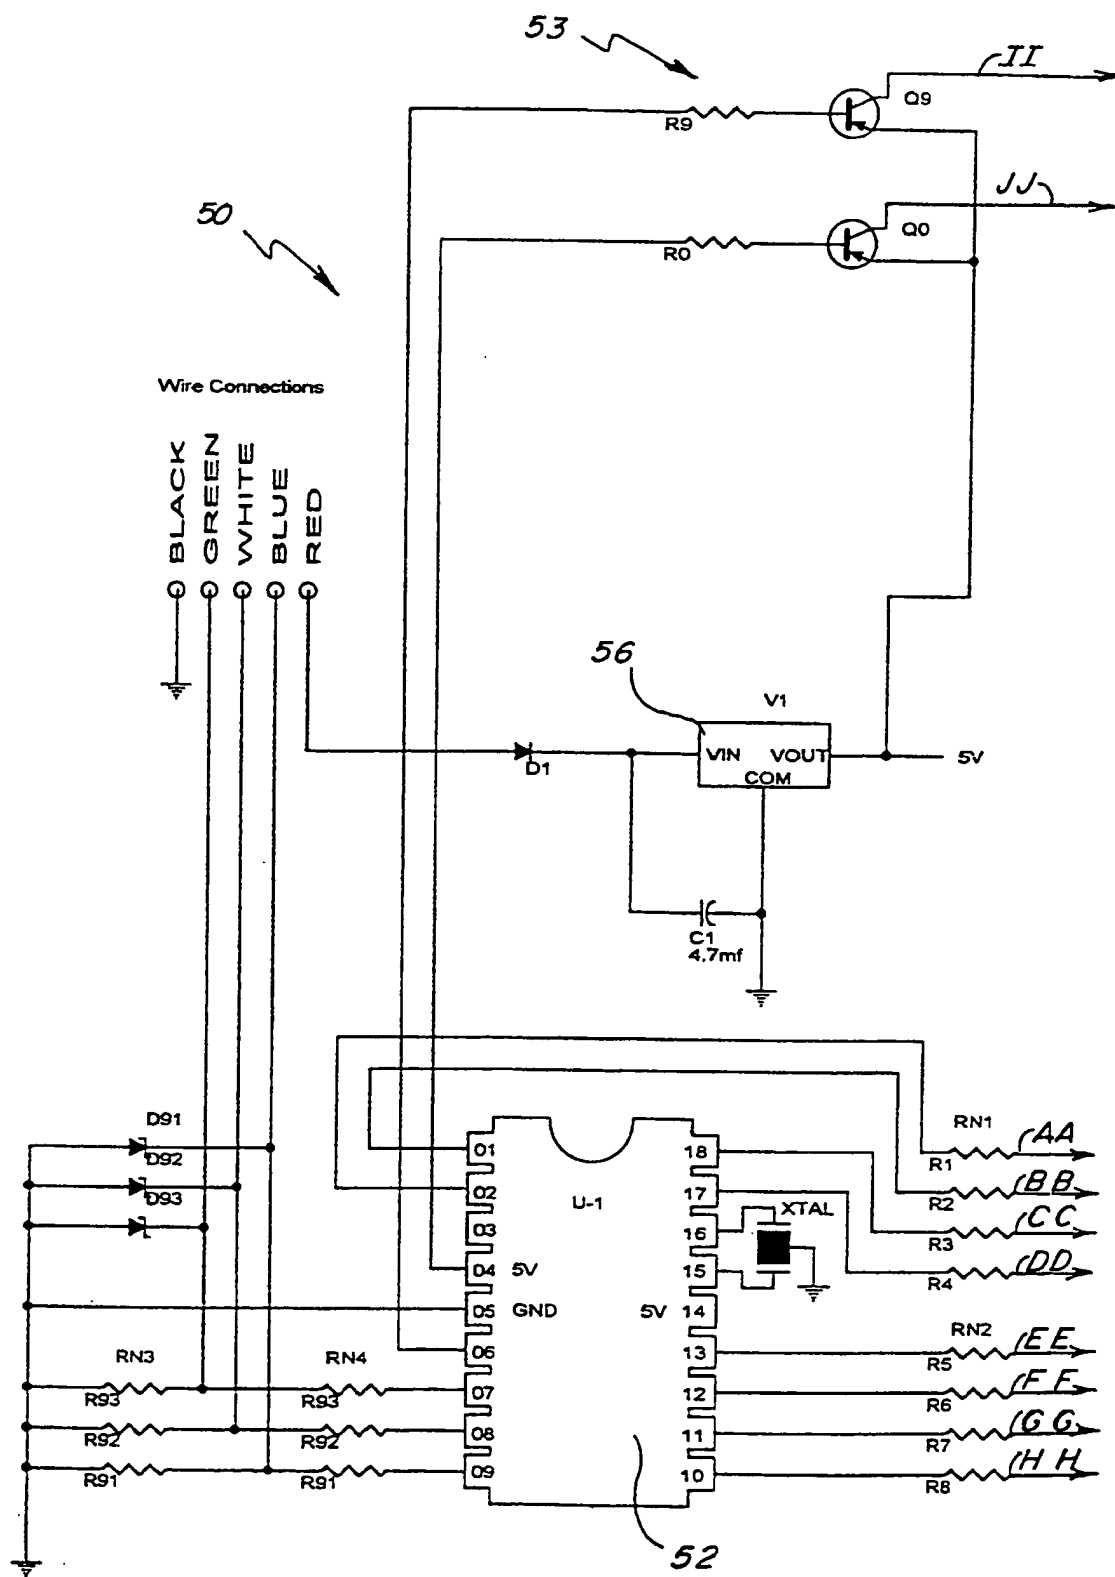 53
II
Q9
R9
50
JJ
Q0
R0
Wire Connections
BLACK
GREEN
WHITE
BLUE
RED
56
V1
VIN
VOUT
COM
5V
D1
C1
4.7mf
D91
D92
D93
RN1
AA
R1
BB
R2
CC
R3
DD
R4
01
02
03
04
05
06
07
08
09
U-1
5V
GND
5V
18
17
16
15
14
13
12
11
10
XTAL
RN2
EE
R5
FF
R6
GG
R7
HH
R8
RN3
RN4
R93
R93
R92
R92
R91
R91
52